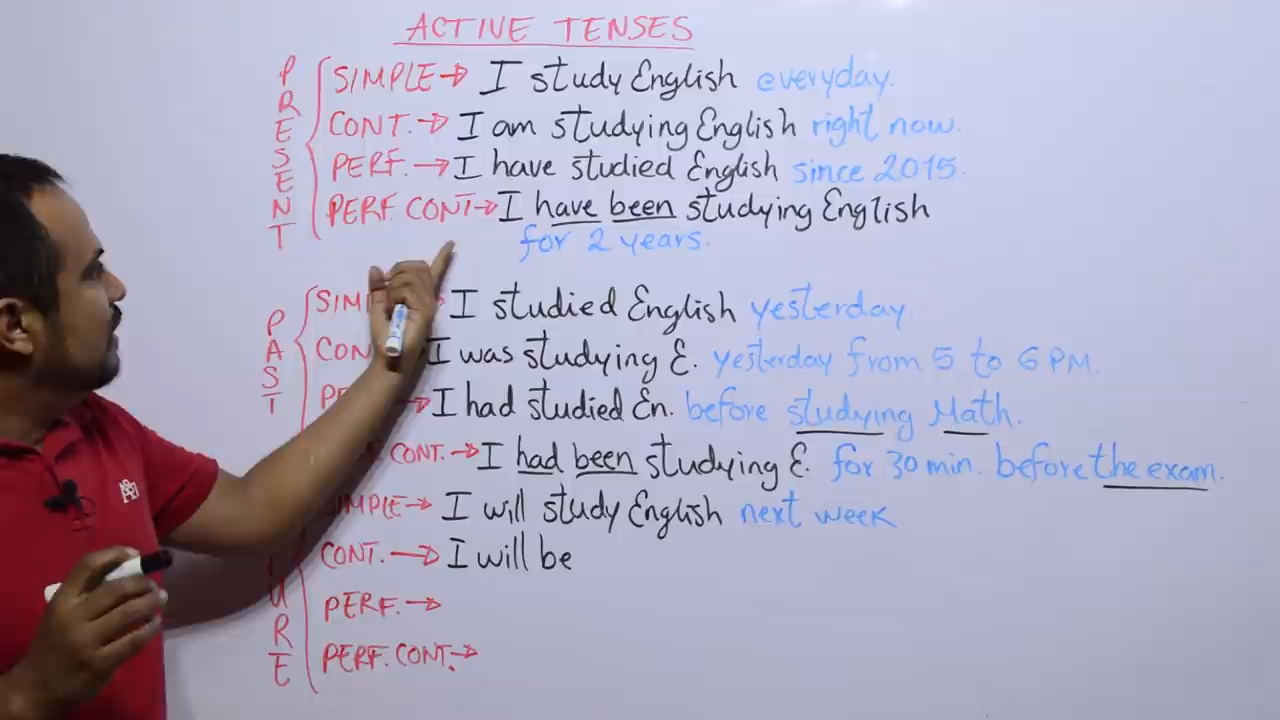 ACTIVE TENSES
PRESENT
SIMPLE → I study English everyday.
CONT. → I am studying English right now.
PERF. → I have studied English since 2015.
PERF. CONT → I have been studying English
for 2 years.
PAST
I studied English yesterday.
I was studying E. yesterday from 5 to 6 PM.
I had studied En. before studying Math.
CONT. → I had been studying E. for 30 min. before the exam.
SIMPLE → I will study English next week
CONT. → I will be
PERF. →
PERF. CONT. →